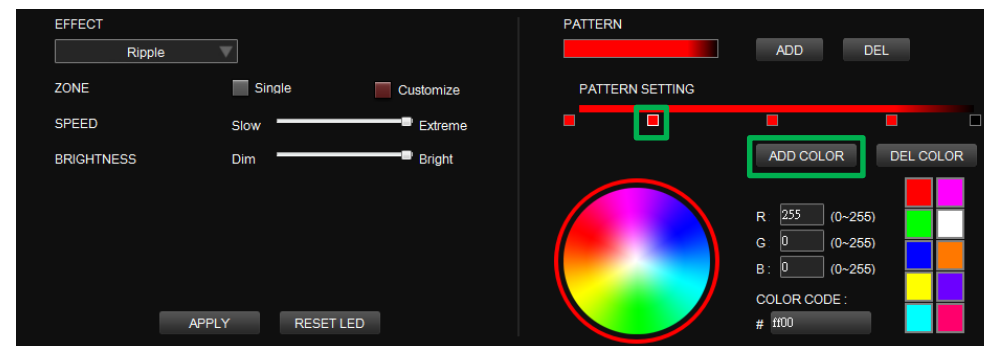 EFFECT
Ripple
ZONE
Single
Customize
SPEED
Slow
Extreme
BRIGHTNESS
Dim
Bright
APPLY
RESET LED
PATTERN
ADD
DEL
PATTERN SETTING
ADD COLOR
DEL COLOR
R 255 (0~255)
G 0 (0~255)
B: 0 (0~255)
COLOR CODE :
# ff00